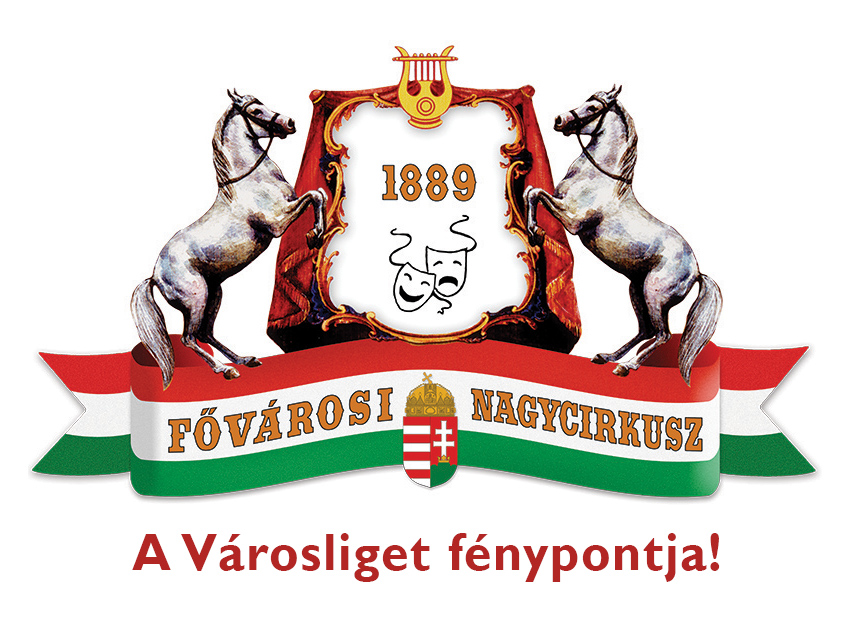 1889
FŐVÁROSI NAGYCIRKUSZ
A Városliget fénypontja!